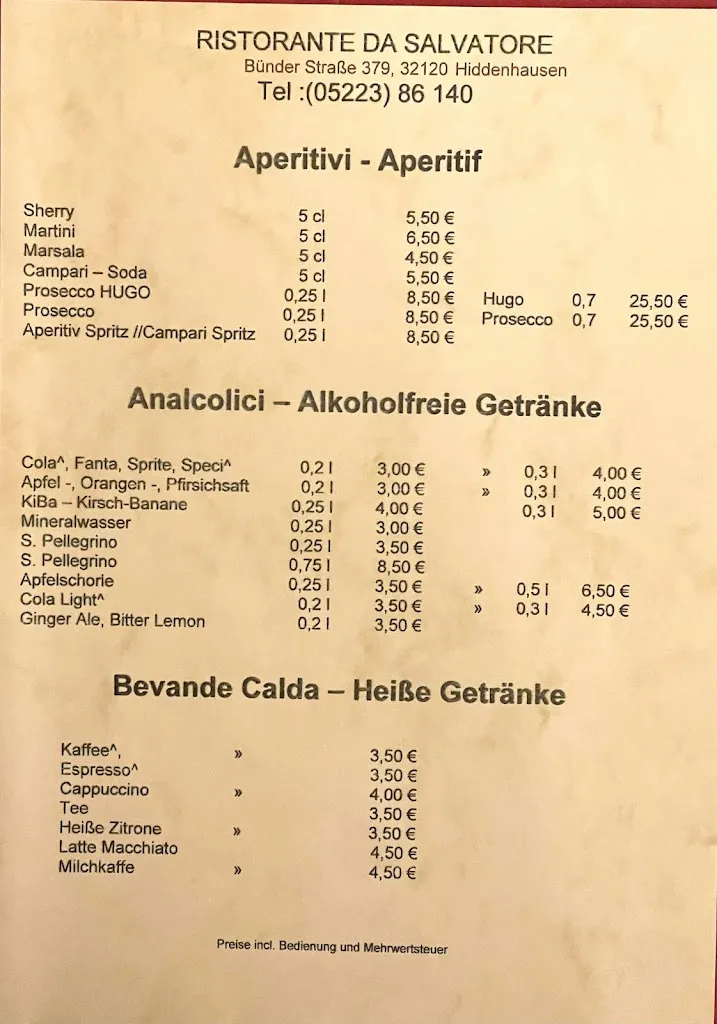 RISTORANTE DA SALVATORE
Bünder Straße 379, 32120 Hiddenhausen
Tel :(05223) 86 140
Aperitivi - Aperitif
Sherry 5 cl 5,50 €
Martini 5 cl 6,50 €
Marsala 5 cl 4,50 €
Campari – Soda 5 cl 5,50 €
Prosecco HUGO 0,25 l 8,50 € Hugo 0,7 25,50 €
Prosecco 0,25 l 8,50 € Prosecco 0,7 25,50 €
Aperitiv Spritz //Campari Spritz 0,25 l 8,50 €
Analcolici – Alkoholfreie Getränke
Cola^, Fanta, Sprite, Speci^ 0,2 l 3,00 € » 0,3 l 4,00 €
Apfel -, Orangen -, Pfirsichsaft 0,2 l 3,00 € » 0,3 l 4,00 €
KiBa – Kirsch-Banane 0,25 l 4,00 € 0,3 l 5,00 €
Mineralwasser 0,25 l 3,00 €
S. Pellegrino 0,25 l 3,50 €
S. Pellegrino 0,75 l 8,50 €
Apfelschorle 0,25 l 3,50 € » 0,5 l 6,50 €
Cola Light^ 0,2 l 3,50 € » 0,3 l 4,50 €
Ginger Ale, Bitter Lemon 0,2 l 3,50 €
Bevande Calda – Heiße Getränke
Kaffee^, » 3,50 €
Espresso^ 3,50 €
Cappuccino » 4,00 €
Tee 3,50 €
Heiße Zitrone » 3,50 €
Latte Macchiato 4,50 €
Milchkaffe » 4,50 €
Preise incl. Bedienung und Mehrwertsteuer